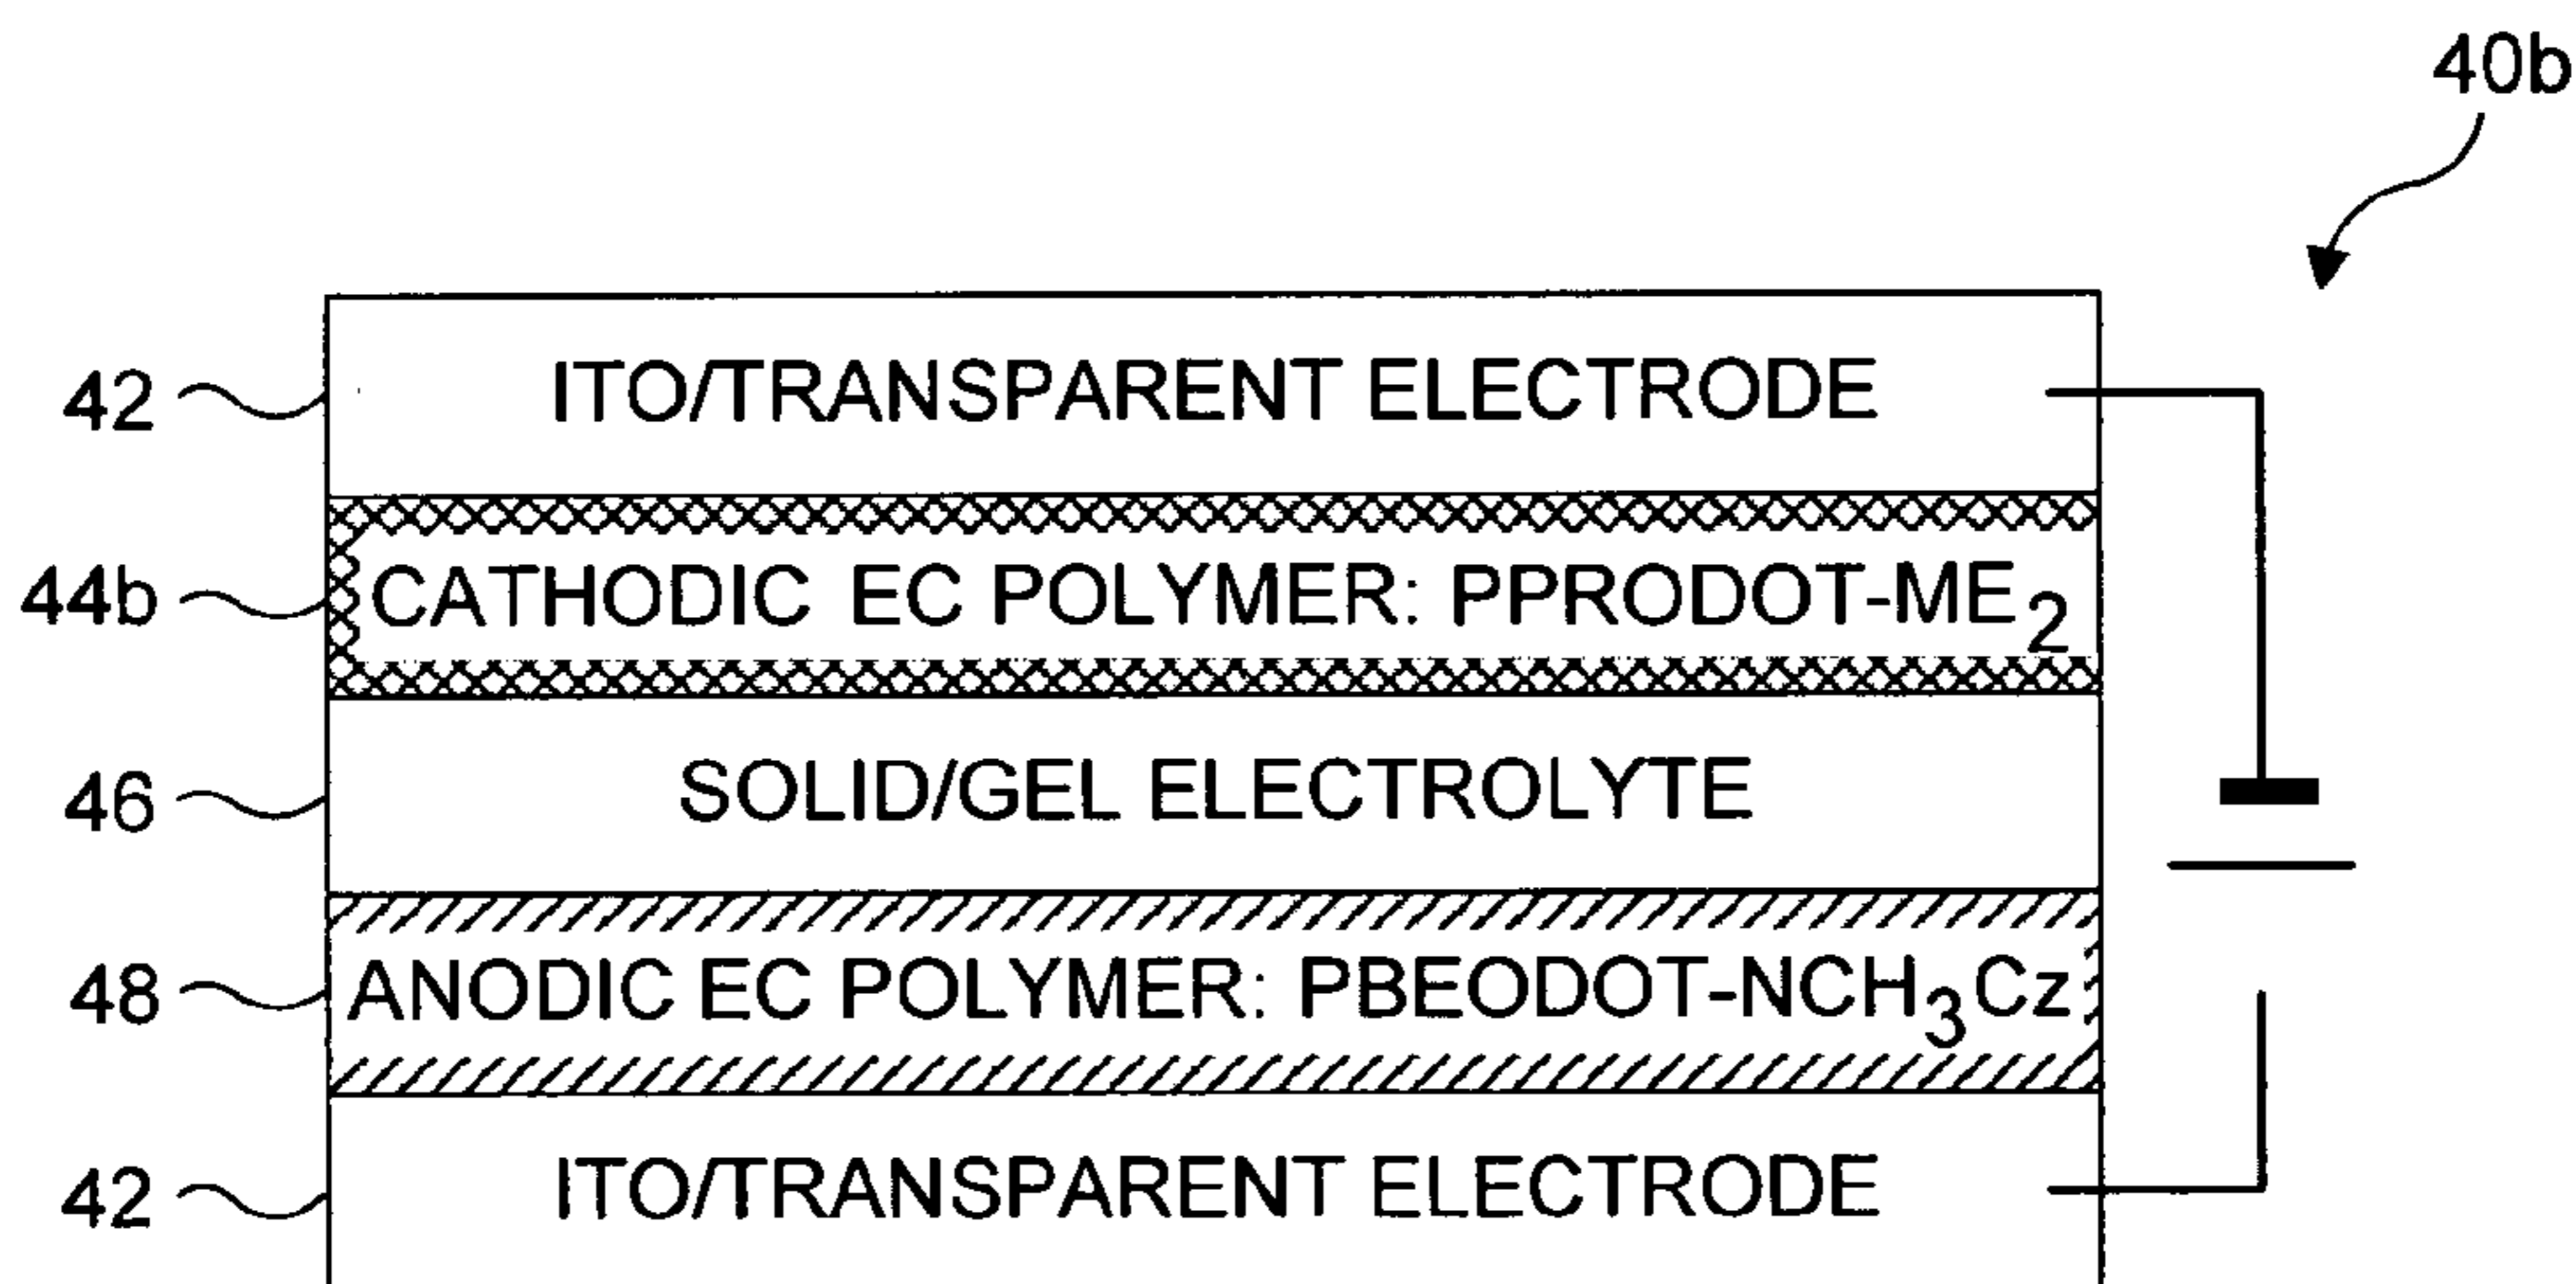 40b
42 ITO/TRANSPARENT ELECTRODE
44b CATHODIC EC POLYMER: PPRODOT-ME₂
46 SOLID/GEL ELECTROLYTE
48 ANODIC EC POLYMER: PBEODOT-NCH₃Cz
42 ITO/TRANSPARENT ELECTRODE